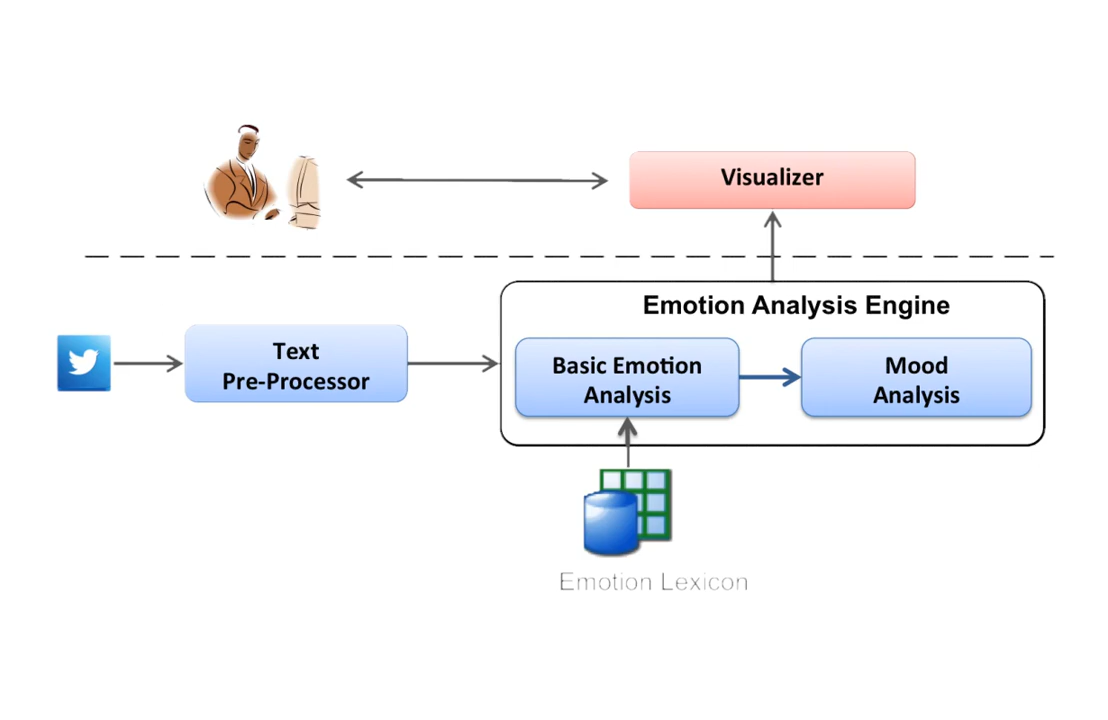 Visualizer
Emotion Analysis Engine
Text
Pre-Processor
Basic Emotion
Analysis
Mood
Analysis
Emotion Lexicon